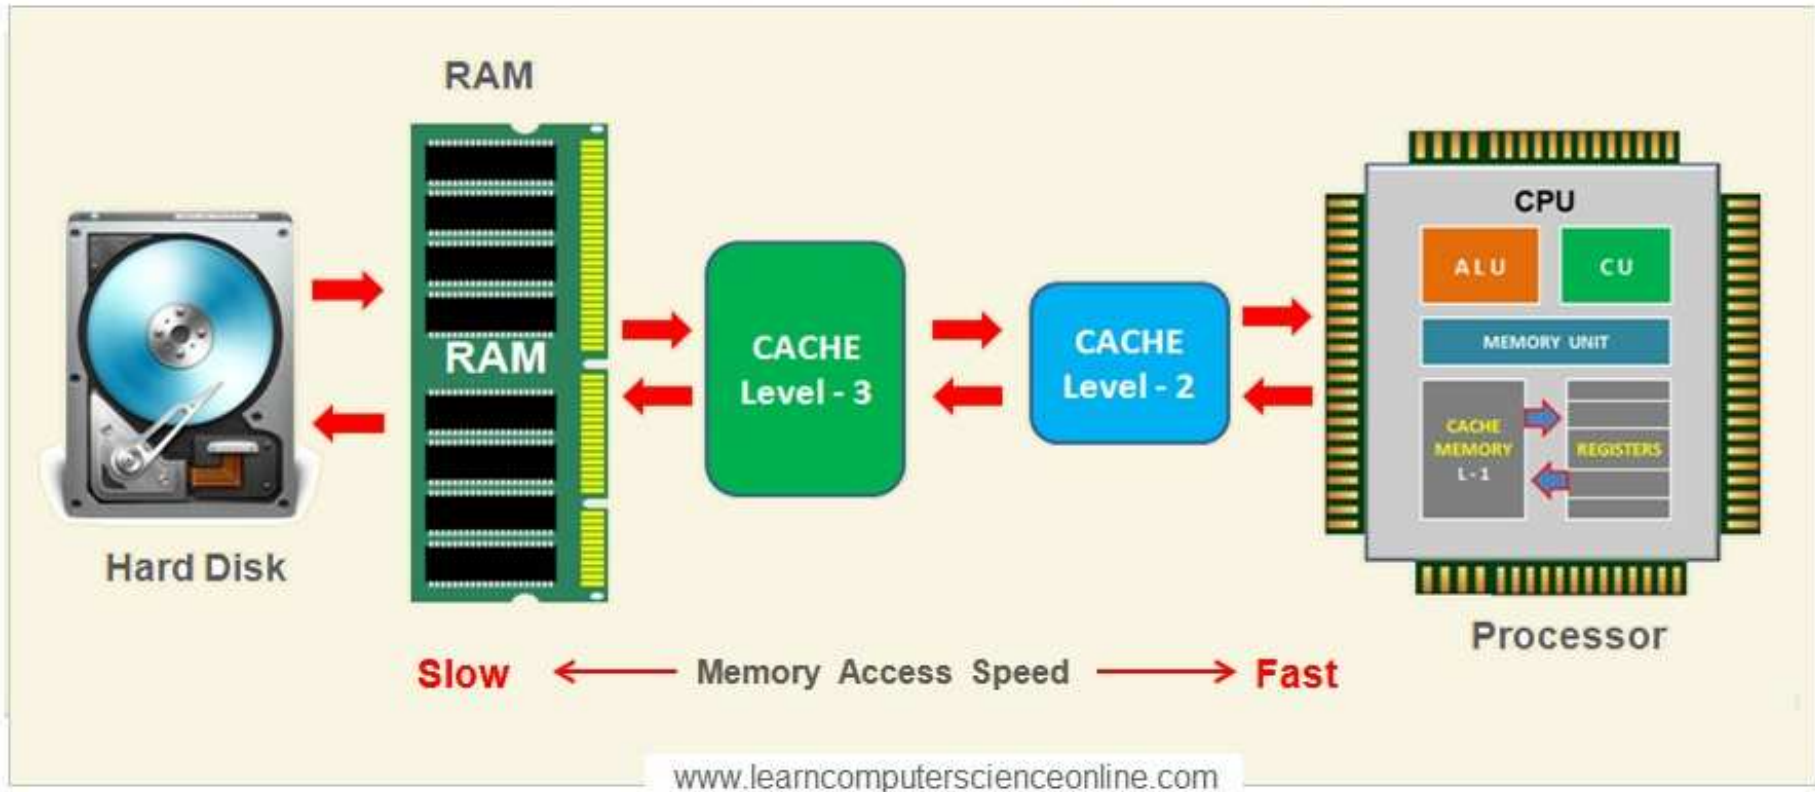 RAM
RAM
Hard Disk
CACHE
Level - 3
CACHE
Level - 2
CPU
ALU
CU
MEMORY UNIT
CACHE
MEMORY
L - 1
REGISTERS
Processor
Slow
Memory Access Speed
Fast
www.learncomputerscienceonline.com